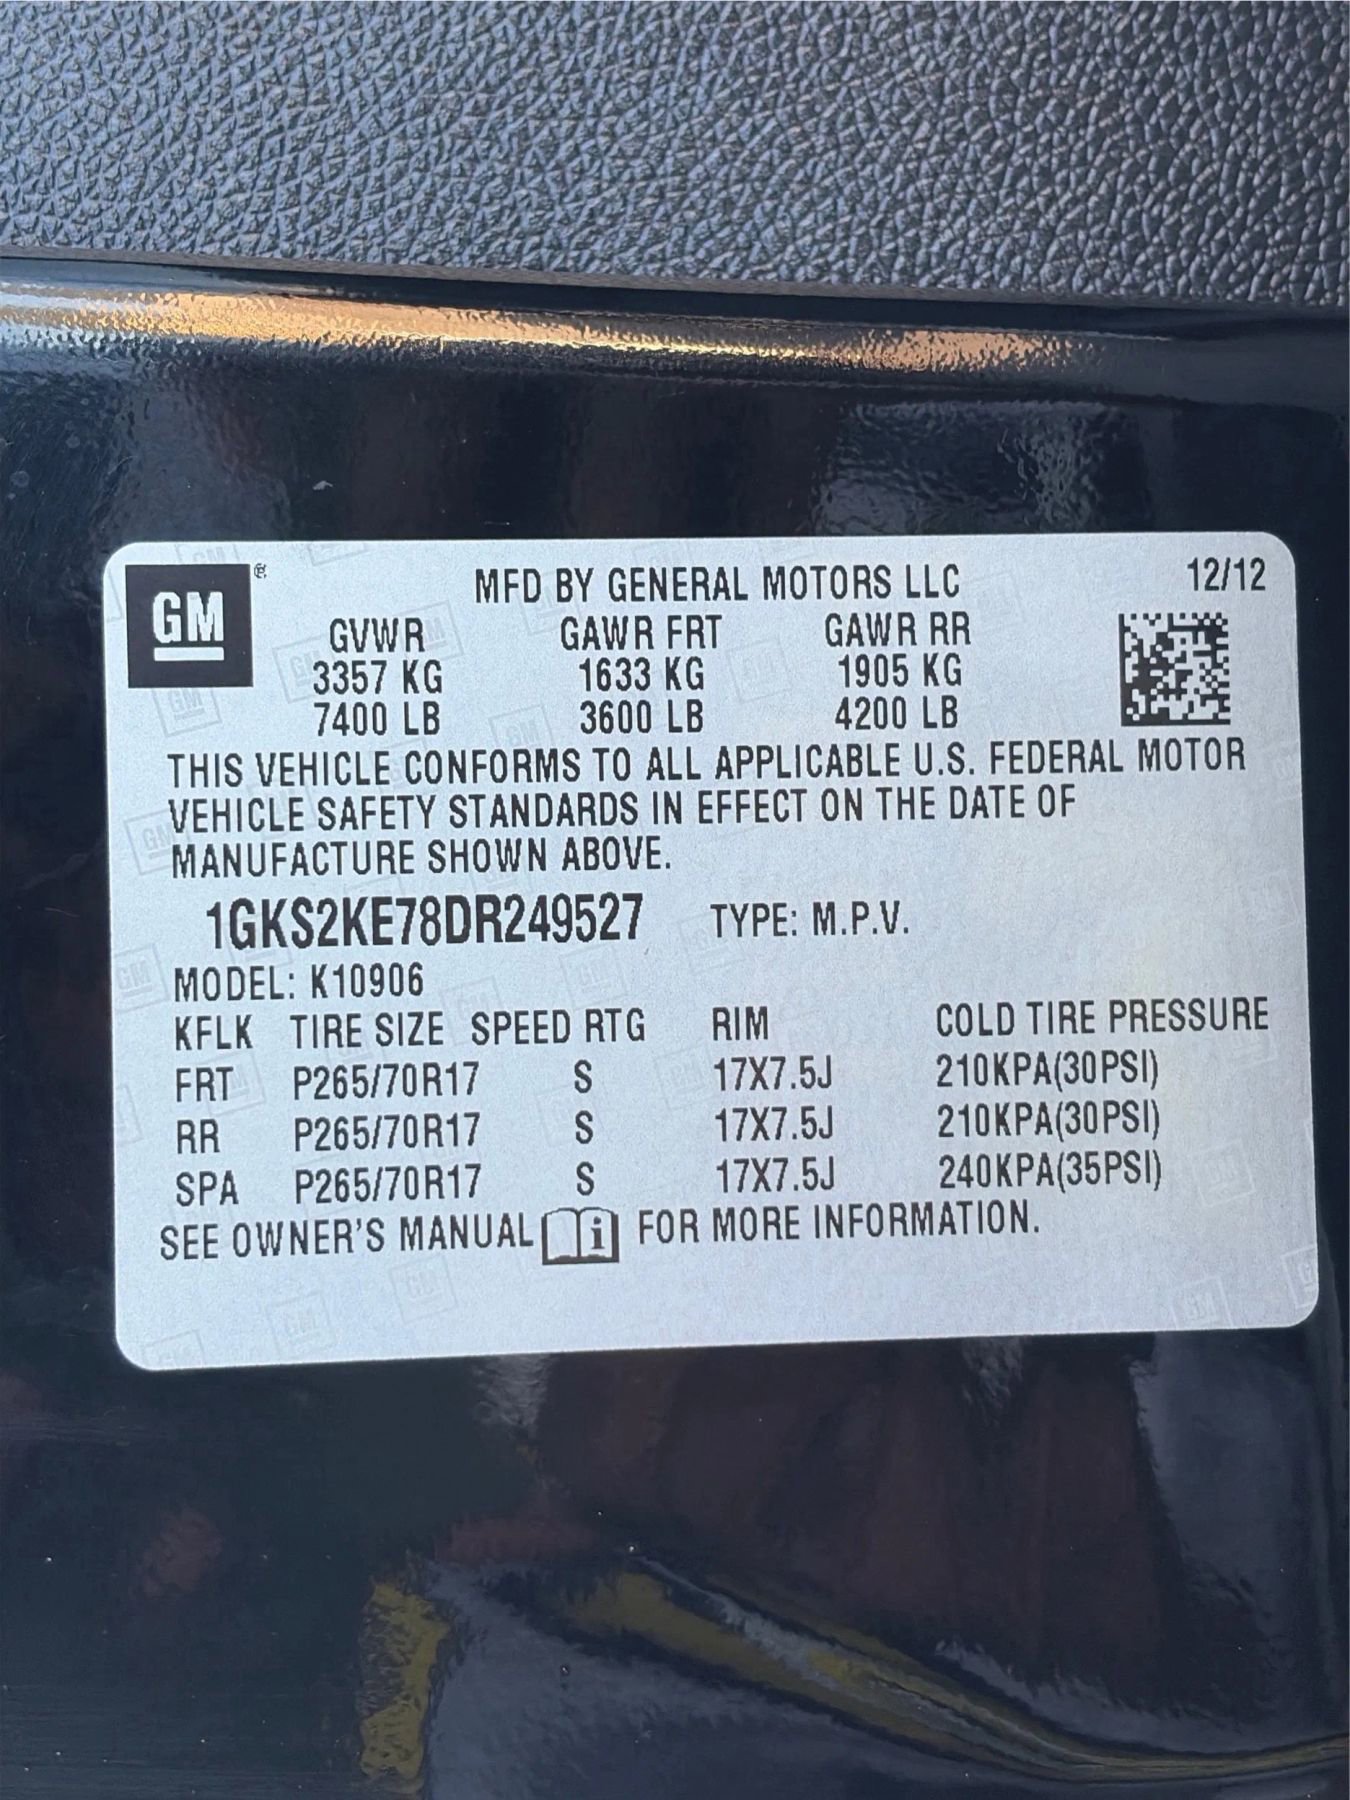 GM
MFD BY GENERAL MOTORS LLC 12/12
GVWR GAWR FRT GAWR RR
3357 KG 1633 KG 1905 KG
7400 LB 3600 LB 4200 LB
THIS VEHICLE CONFORMS TO ALL APPLICABLE U.S. FEDERAL MOTOR
VEHICLE SAFETY STANDARDS IN EFFECT ON THE DATE OF
MANUFACTURE SHOWN ABOVE.
1GKS2KE78DR249527 TYPE: M.P.V.
MODEL: K10906
KFLK TIRE SIZE SPEED RTG RIM COLD TIRE PRESSURE
FRT P265/70R17 S 17X7.5J 210KPA(30PSI)
RR P265/70R17 S 17X7.5J 210KPA(30PSI)
SPA P265/70R17 S 17X7.5J 240KPA(35PSI)
SEE OWNER'S MANUAL i FOR MORE INFORMATION.